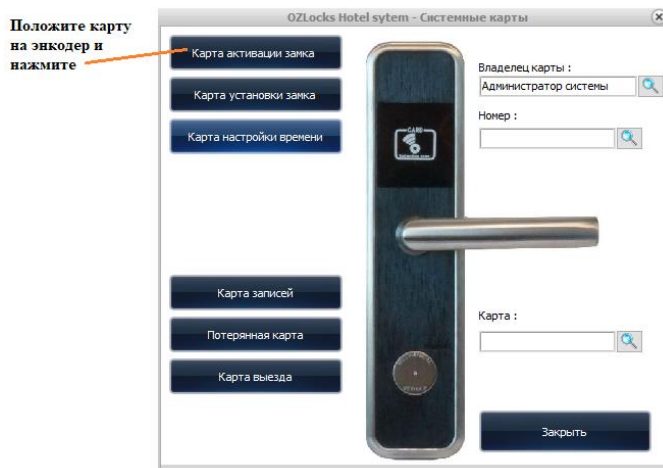 Положите карту
на энкодер и
нажмите
OZLocks Hotel sytem - Системные карты
Карта активации замка
Карта установки замка
Карта настройки времени
Владелец карты :
Администратор системы
Номер :
CARD
Карта записей
Потерянная карта
Карта выезда
Карта :
Закрыть